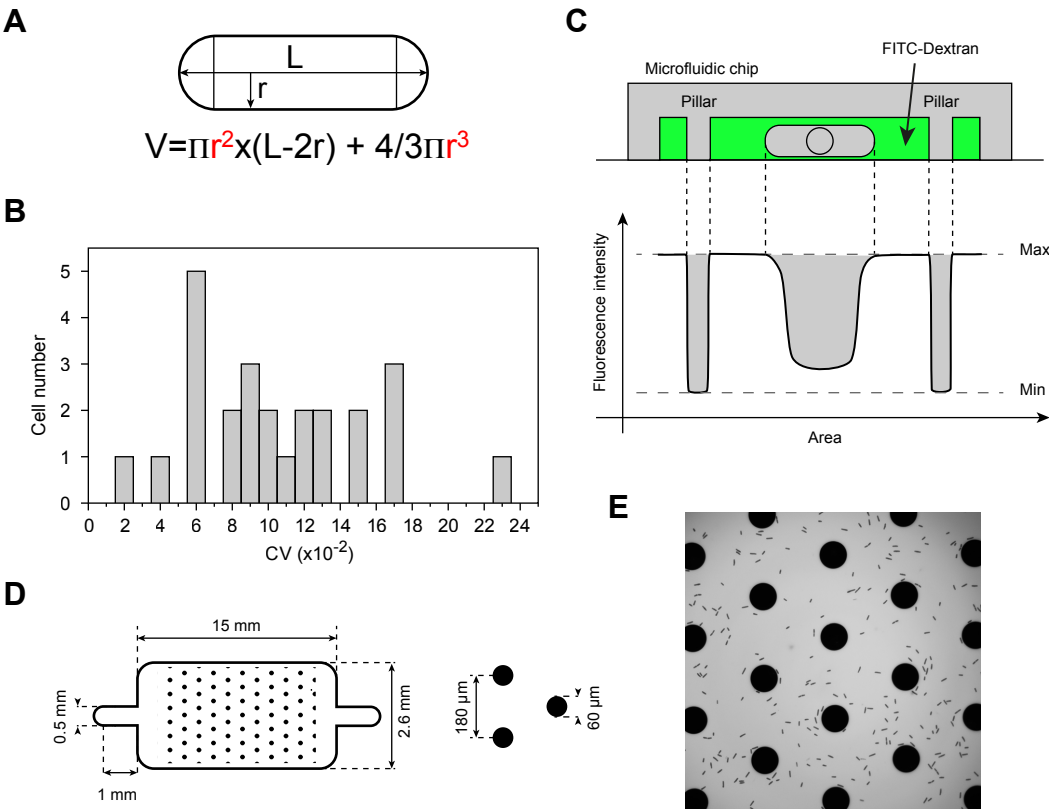 A
L
r
V=πr²x(L-2r) + 4/3πr³
B
5
4
3
2
1
0
Cell number
0 2 4 6 8 10 12 14 16 18 20 22 24
CV (x10⁻²)
C
FITC-Dextran
Microfluidic chip
Pillar
Pillar
Fluorescence intensity
Max
Min
Area
D
15 mm
0.5 mm
2.6 mm
1 mm
180 µm
60 µm
E